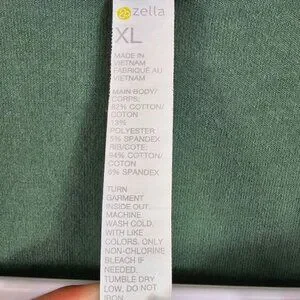 zella
XL
MADE IN
VIETNAM
FABRIQUÉ AU
VIETNAM
MAIN BODY/
CORPS:
82% COTTON/
COTON
13%
POLYESTER
5% SPANDEX
RIB/COTE:
94% COTTON/
COTON
6% SPANDEX
TURN
GARMENT
INSIDE OUT.
MACHINE
WASH COLD
WITH LIKE
COLORS. ONLY
NON-CHLORINE
BLEACH IF
NEEDED.
TUMBLE DRY
LOW. DO NOT
IRON